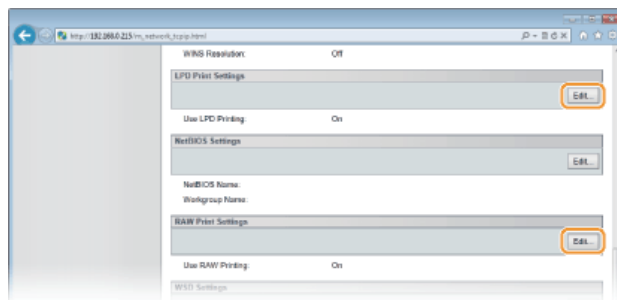 http://192.168.0.215/m_network_tcpip.html
WINS Resolution: Off
LPD Print Settings
Edit...
Use LPD Printing: On
NetBIOS Settings
Edit...
NetBIOS Name:
Workgroup Name:
RAW Print Settings
Edit...
Use RAW Printing: On
WSD Settings